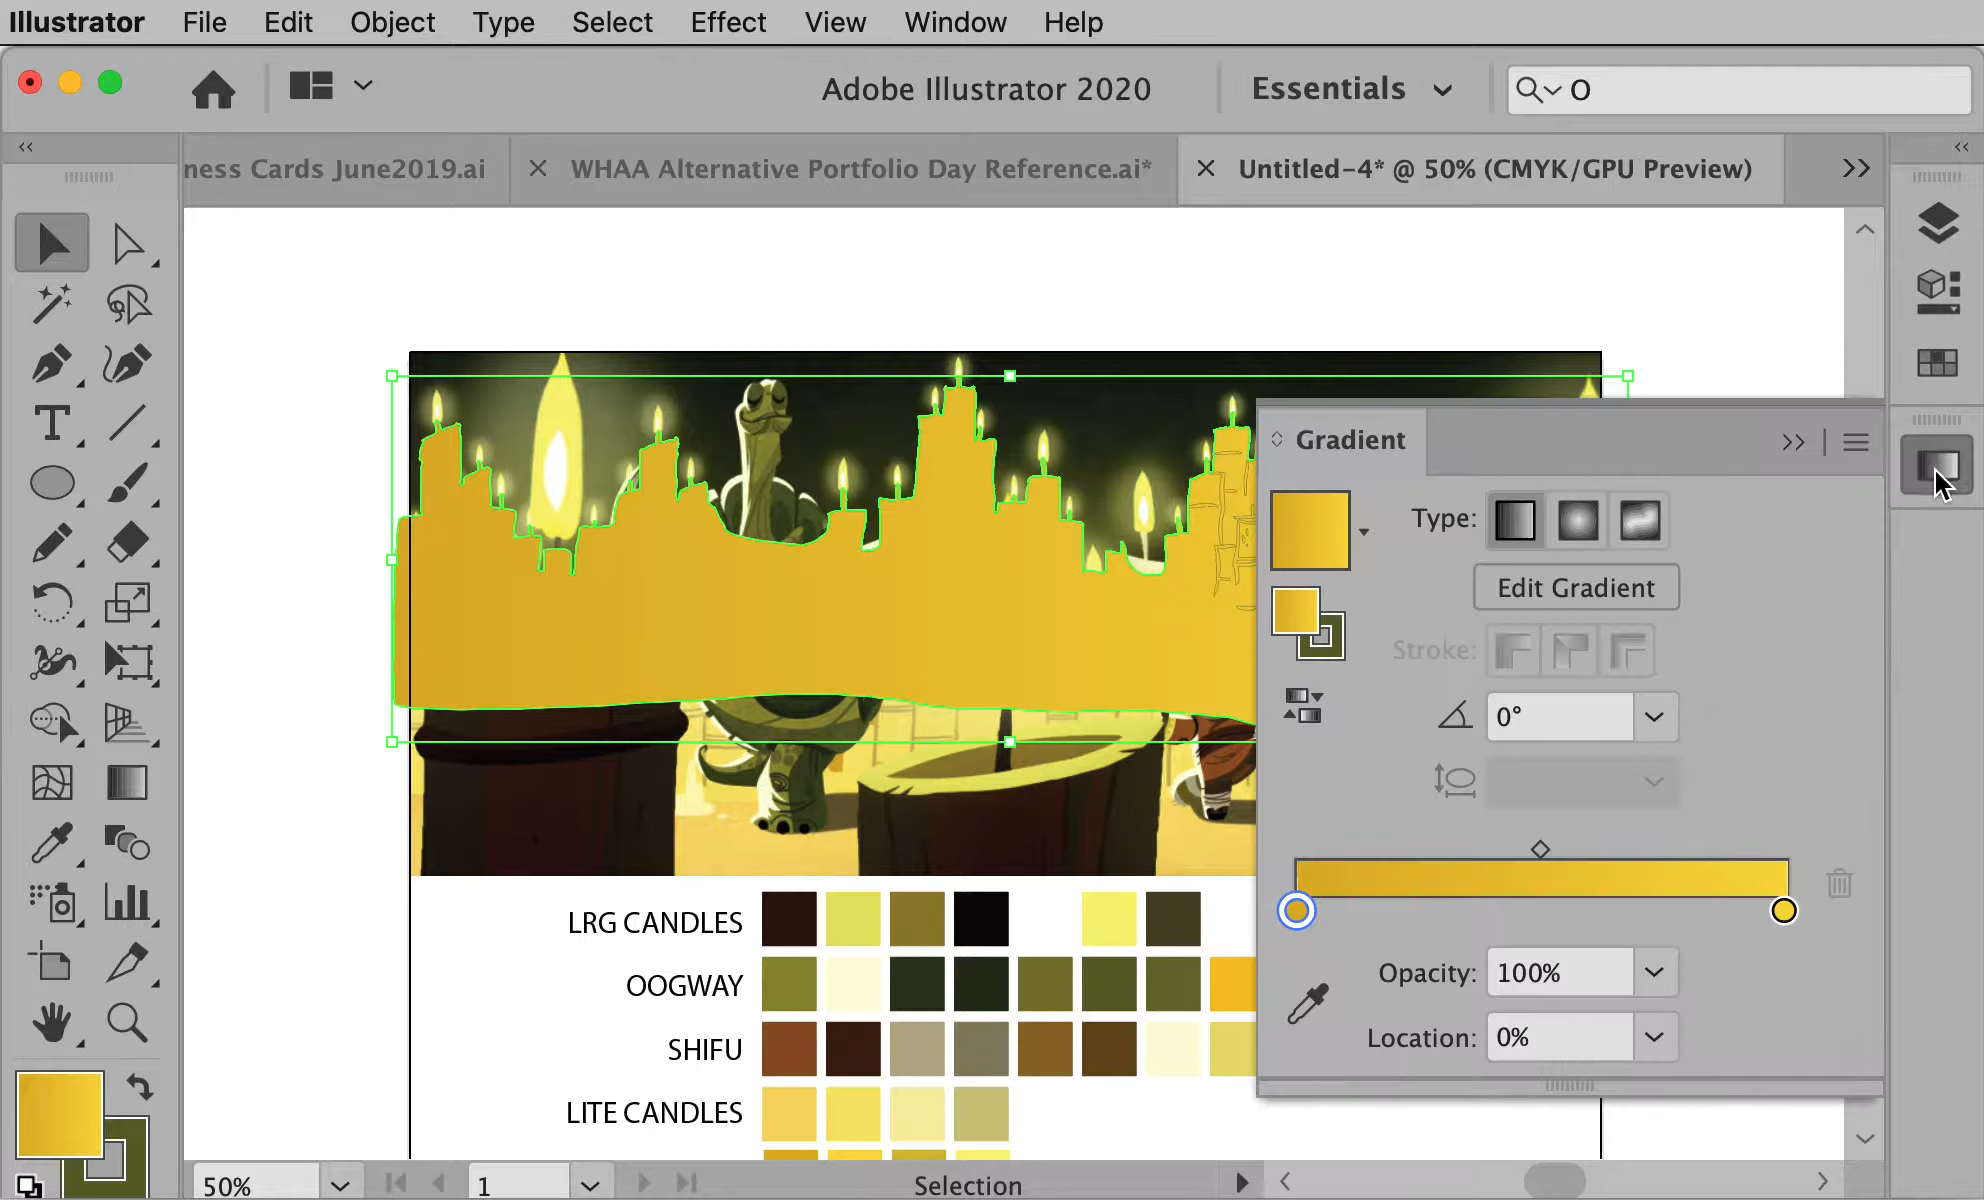 Illustrator File Edit Object Type Select Effect View Window Help
Adobe Illustrator 2020 Essentials O
ness Cards June2019.ai WHAA Alternative Portfolio Day Reference.ai* Untitled-4* @ 50% (CMYK/GPU Preview)
Gradient
Type:
Edit Gradient
Stroke:
0°
Opacity: 100%
Location: 0%
LRG CANDLES
OOGWAY
SHIFU
LITE CANDLES
50% 1 Selection